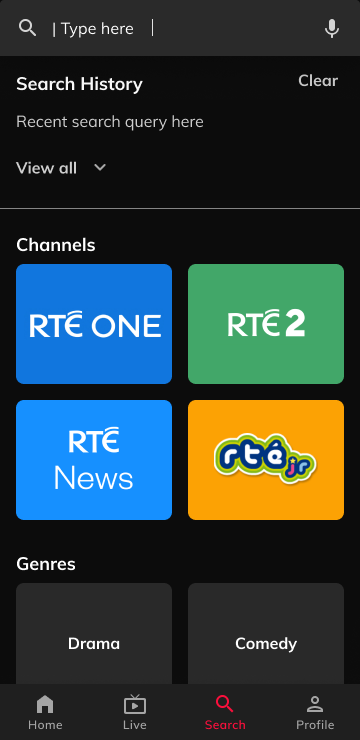 | Type here |
Search History
Clear
Recent search query here
View all
Channels
RTÉ ONE
RTÉ 2
RTÉ
News
rté jr
Genres
Drama
Comedy
Home
Live
Search
Profile